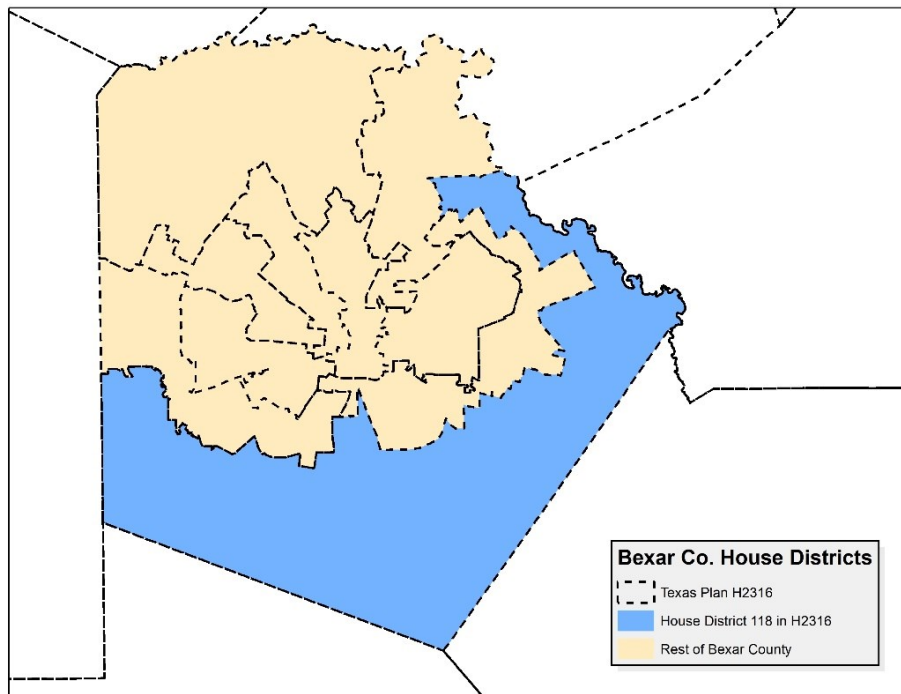 Bexar Co. House Districts
Texas Plan H2316
House District 118 in H2316
Rest of Bexar County